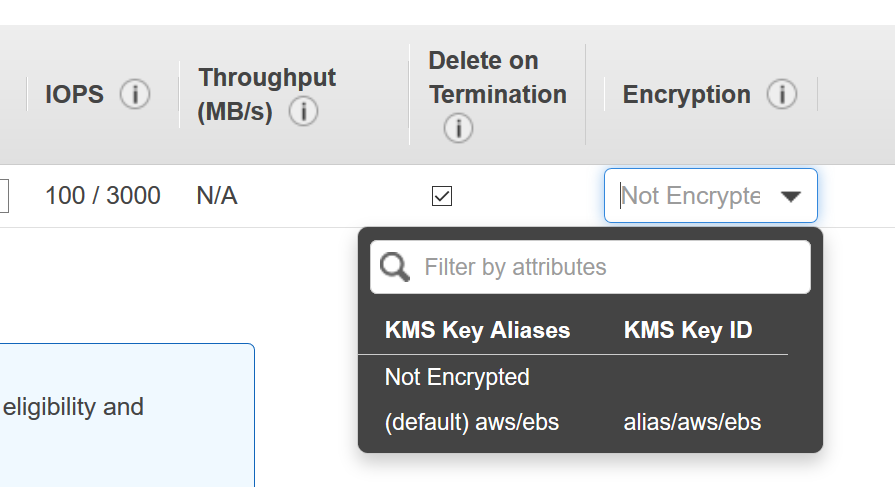 IOPS
Throughput
(MB/s)
Delete on
Termination
Encryption
100 / 3000
N/A
Not Encrypte
Filter by attributes
KMS Key Aliases
KMS Key ID
Not Encrypted
(default) aws/ebs
alias/aws/ebs
eligibility and